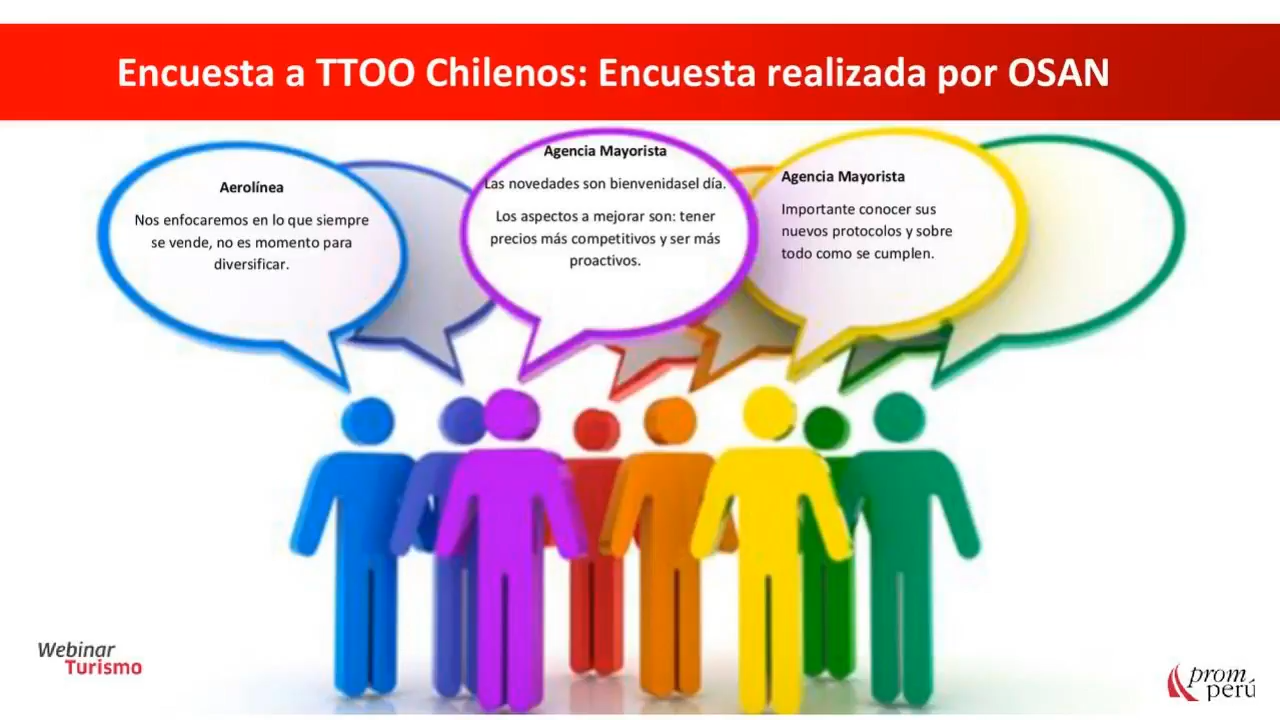 Encuesta a TTOO Chilenos: Encuesta realizada por OSAN
Aerolínea
Nos enfocaremos en lo que siempre
se vende, no es momento para
diversificar.
Agencia Mayorista
Las novedades son bienvenidasel día.
Los aspectos a mejorar son: tener
precios más competitivos y ser más
proactivos.
Agencia Mayorista
Importante conocer sus
nuevos protocolos y sobre
todo como se cumplen.
Webinar
Turismo
prom
perú